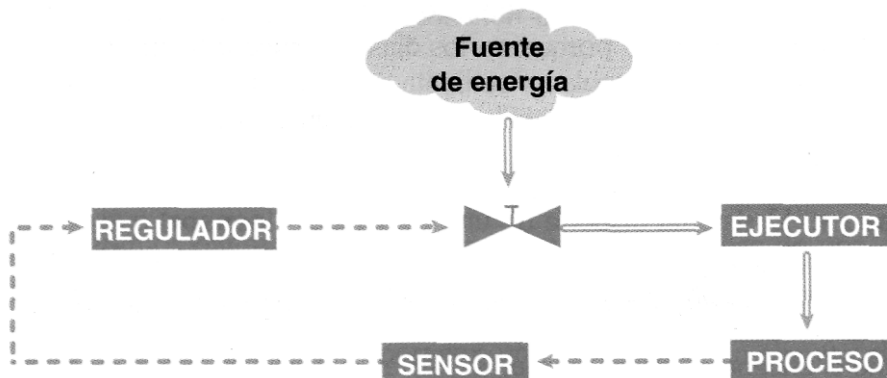 Fuente
de energía
REGULADOR
EJECUTOR
SENSOR
PROCESO